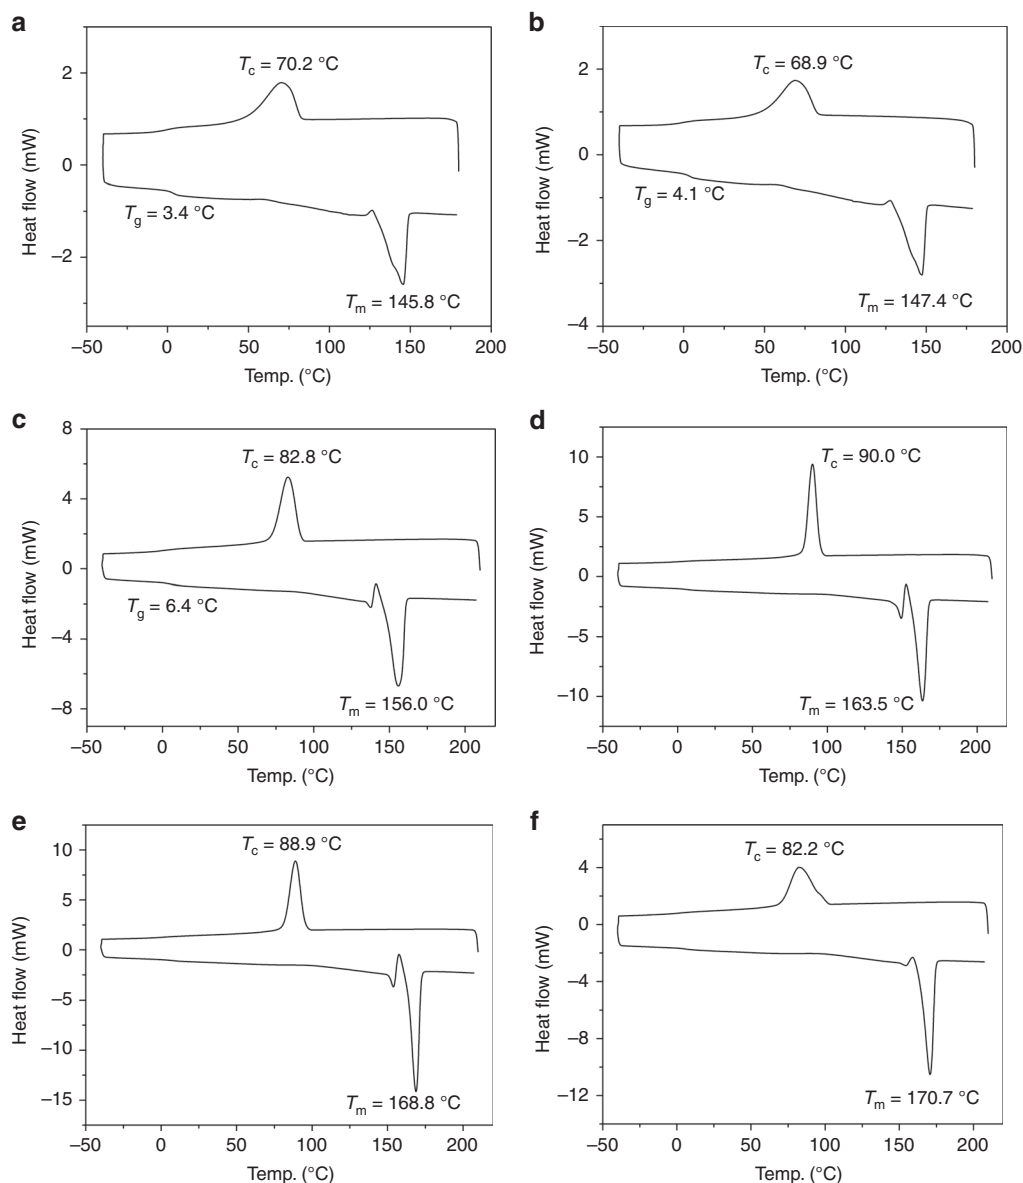 a
T_c = 70.2 °C
2
0
−2
Heat flow (mW)
T_g = 3.4 °C
T_m = 145.8 °C
−50 0 50 100 150 200
Temp. (°C)
b
T_c = 68.9 °C
2
0
−2
−4
Heat flow (mW)
T_g = 4.1 °C
T_m = 147.4 °C
−50 0 50 100 150 200
Temp. (°C)
c
8
4
0
−4
−8
Heat flow (mW)
T_c = 82.8 °C
T_g = 6.4 °C
T_m = 156.0 °C
−50 0 50 100 150 200
Temp. (°C)
d
10
5
0
−5
−10
Heat flow (mW)
T_c = 90.0 °C
T_m = 163.5 °C
−50 0 50 100 150 200
Temp. (°C)
e
10
5
0
−5
−10
−15
Heat flow (mW)
T_c = 88.9 °C
T_m = 168.8 °C
−50 0 50 100 150 200
Temp. (°C)
f
4
0
−4
−8
−12
Heat flow (mW)
T_c = 82.2 °C
T_m = 170.7 °C
−50 0 50 100 150 200
Temp. (°C)